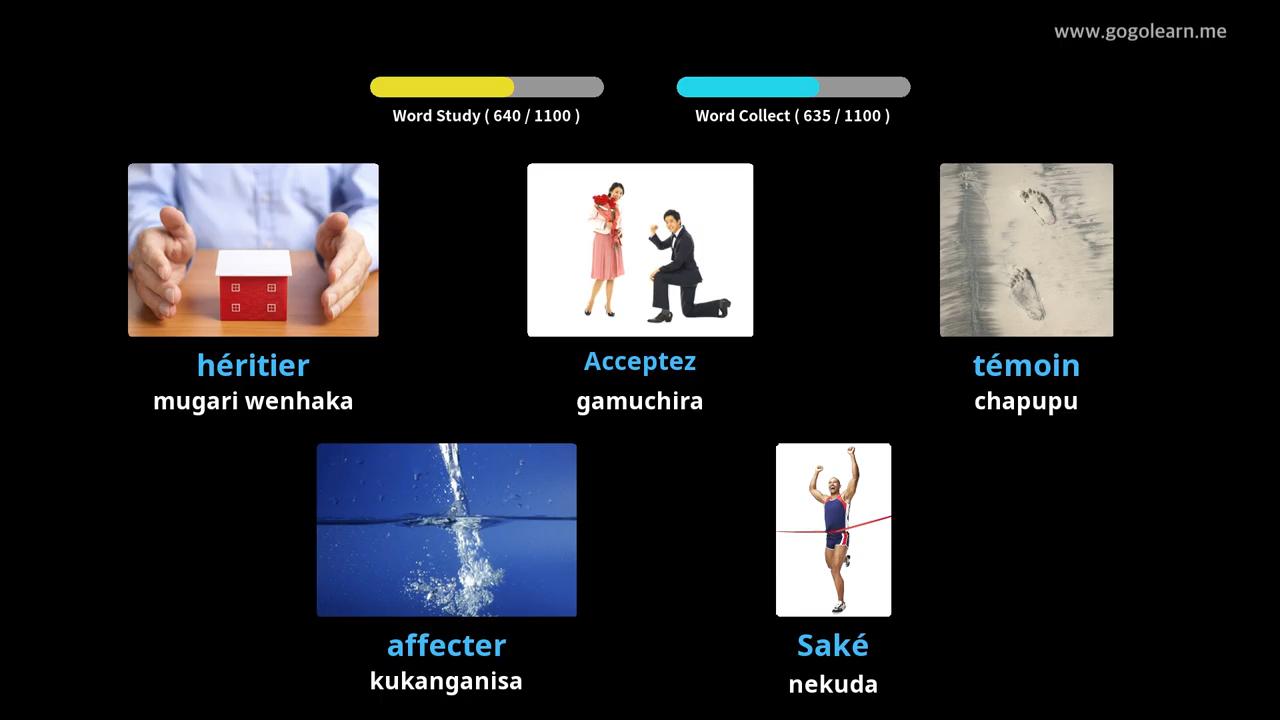 www.gogolearn.me
Word Study ( 640 / 1100 )
Word Collect ( 635 / 1100 )
héritier
mugari wenhaka
Acceptez
gamuchira
témoin
chapupu
affecter
kukanganisa
Saké
nekuda